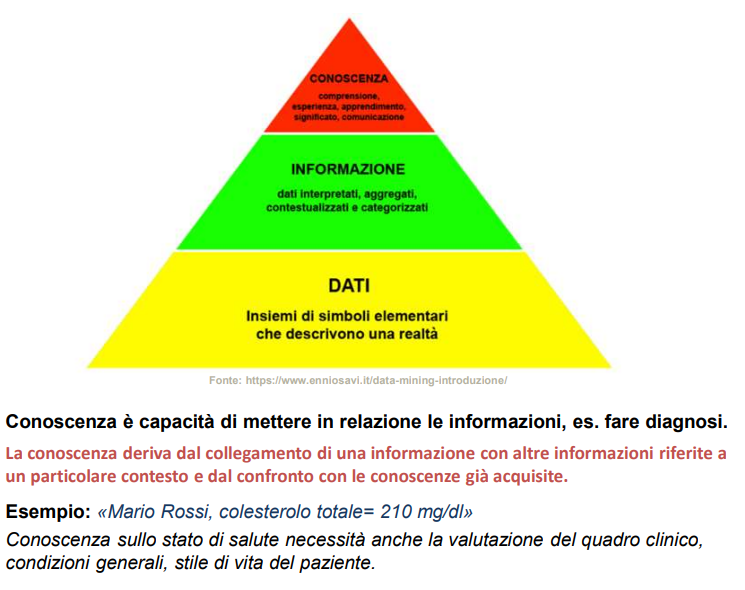 CONOSCENZA
comprensione,
esperienza, apprendimento,
significato, comunicazione
INFORMAZIONE
dati interpretati, aggregati,
contestualizzati e categorizzati
DATI
Insiemi di simboli elementari
che descrivono una realtà
Fonte: https://www.enniosavi.it/data-mining-introduzione/
Conoscenza è capacità di mettere in relazione le informazioni, es. fare diagnosi.
La conoscenza deriva dal collegamento di una informazione con altre informazioni riferite a
un particolare contesto e dal confronto con le conoscenze già acquisite.
Esempio: «Mario Rossi, colesterolo totale= 210 mg/dl»
Conoscenza sullo stato di salute necessità anche la valutazione del quadro clinico,
condizioni generali, stile di vita del paziente.